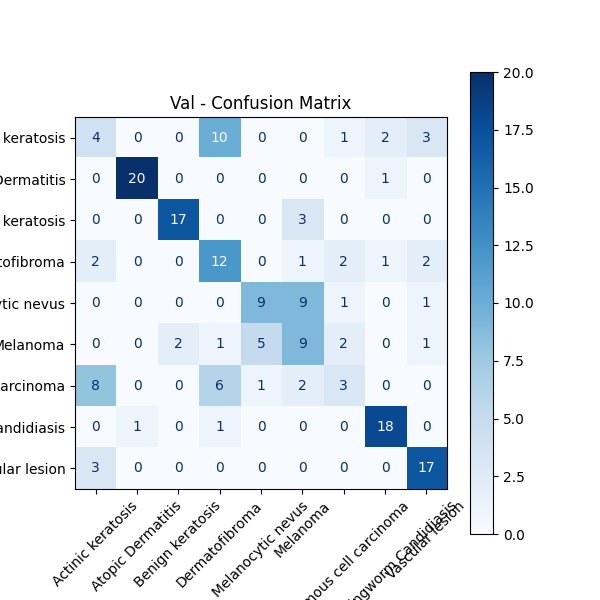 Val - Confusion Matrix
keratosis 4 0 0 10 0 0 1 2 3
Dermatitis 0 20 0 0 0 0 0 1 0
keratosis 0 0 17 0 0 3 0 0 0
tofibroma 2 0 0 12 0 1 2 1 2
tic nevus 0 0 0 0 9 9 1 0 1
Melanoma 0 0 2 1 5 9 2 0 1
arcinoma 8 0 0 6 1 2 3 0 0
andidiasis 0 1 0 1 0 0 0 18 0
lar lesion 3 0 0 0 0 0 0 0 17
Actinic keratosis
Atopic Dermatitis
Benign keratosis
Dermatofibroma
Melanocytic nevus
Melanoma
mous cell carcinoma
ngworm Candidiasis
Vascular lesion
20.0
17.5
15.0
12.5
10.0
7.5
5.0
2.5
0.0